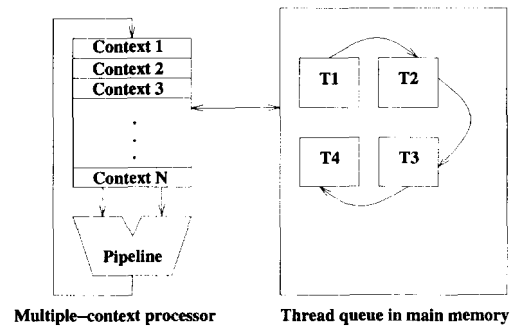 Context 1
Context 2
Context 3
Context N
Pipeline
Multiple–context processor
T1
T2
T4
T3
Thread queue in main memory